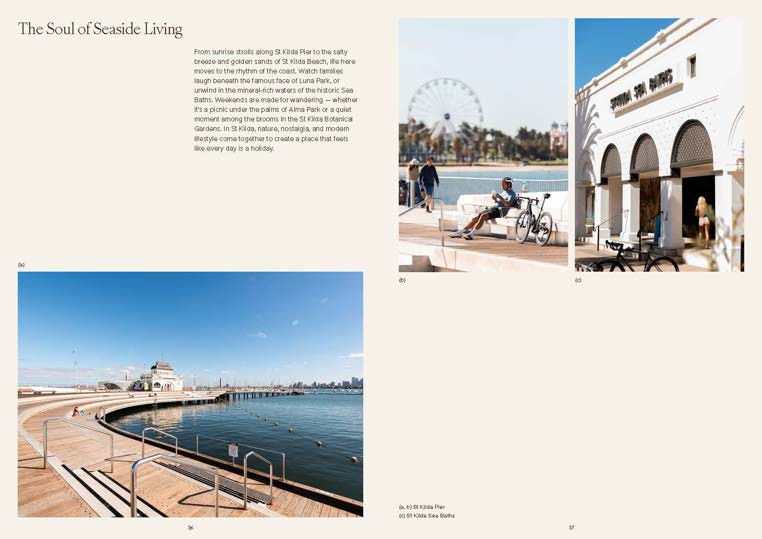 The Soul of Seaside Living
From sunrise strolls along St Kilda Pier to the salty
breeze and golden sands of St Kilda Beach, life here
moves to the rhythm of the coast. Watch families
laugh beneath the famous face of Luna Park, or
unwind in the mineral-rich waters of the historic Sea
Baths. Weekends are made for wandering — whether
it's a picnic under the palms of Alma Park or a quiet
moment among the blooms in the St Kilda Botanical
Gardens. In St Kilda, nature, nostalgia, and modern
lifestyle come together to create a place that feels
like every day is a holiday.
(a)
SEA BATHS
(b)
(c)
(a, b) St Kilda Pier
(c) St Kilda Sea Baths
36
37